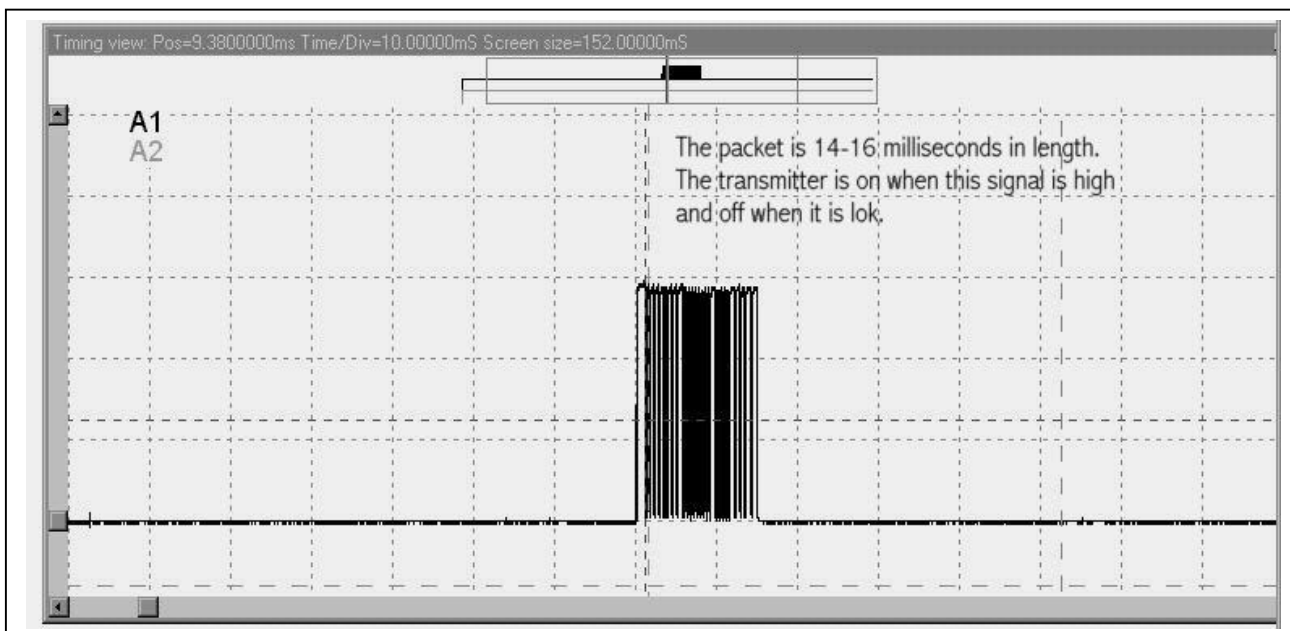 Timing view: Pos=9.3800000ms Time/Div=10.00000mS Screen size=152.00000mS
A1
A2
The packet is 14-16 milliseconds in length.
The transmitter is on when this signal is high
and off when it is lok.